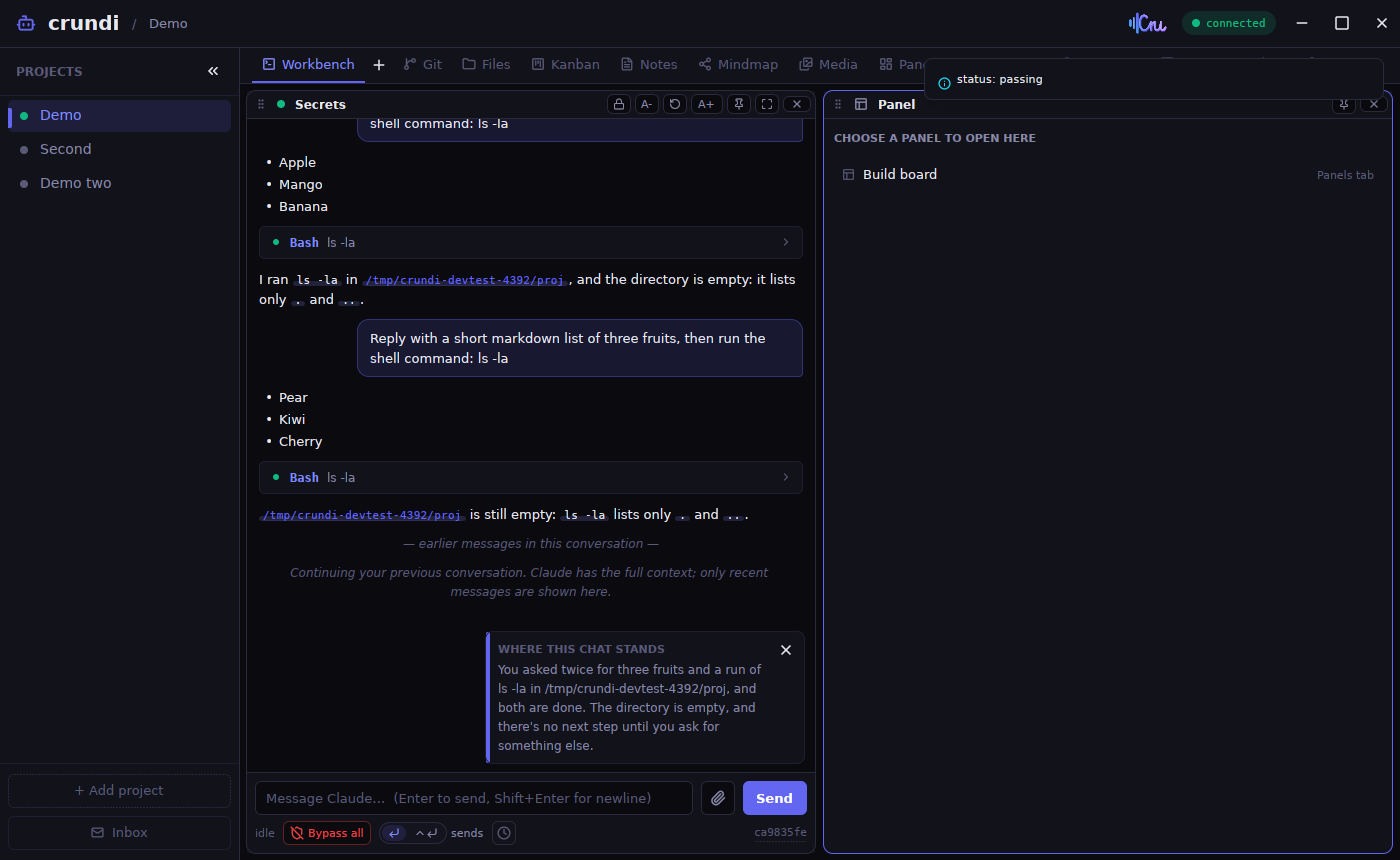 crundi / Demo
Cru
connected
PROJECTS
Demo
Second
Demo two
+ Add project
Inbox
Workbench
Git
Files
Kanban
Notes
Mindmap
Media
status: passing
Secrets
A-
A+
shell command: ls -la
• Apple
• Mango
• Banana
Bash ls -la
I ran ls -la in /tmp/crundi-devtest-4392/proj, and the directory is empty: it lists
only . and ...
Reply with a short markdown list of three fruits, then run the
shell command: ls -la
• Pear
• Kiwi
• Cherry
Bash ls -la
/tmp/crundi-devtest-4392/proj is still empty: ls -la lists only . and ...
— earlier messages in this conversation —
Continuing your previous conversation. Claude has the full context; only recent
messages are shown here.
WHERE THIS CHAT STANDS
You asked twice for three fruits and a run of
ls -la in /tmp/crundi-devtest-4392/proj, and
both are done. The directory is empty, and
there's no next step until you ask for
something else.
Message Claude... (Enter to send, Shift+Enter for newline)
Send
idle
Bypass all
sends
ca9835fe
Panel
CHOOSE A PANEL TO OPEN HERE
Build board
Panels tab